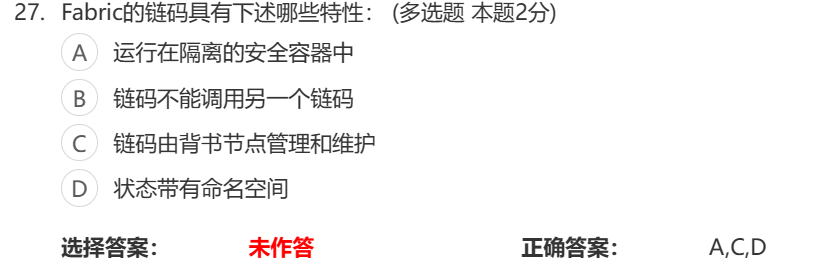 27. Fabric的链码具有下述哪些特性： (多选题 本题2分)
A 运行在隔离的安全容器中
B 链码不能调用另一个链码
C 链码由背书节点管理和维护
D 状态带有命名空间
选择答案： 未作答 正确答案： A,C,D